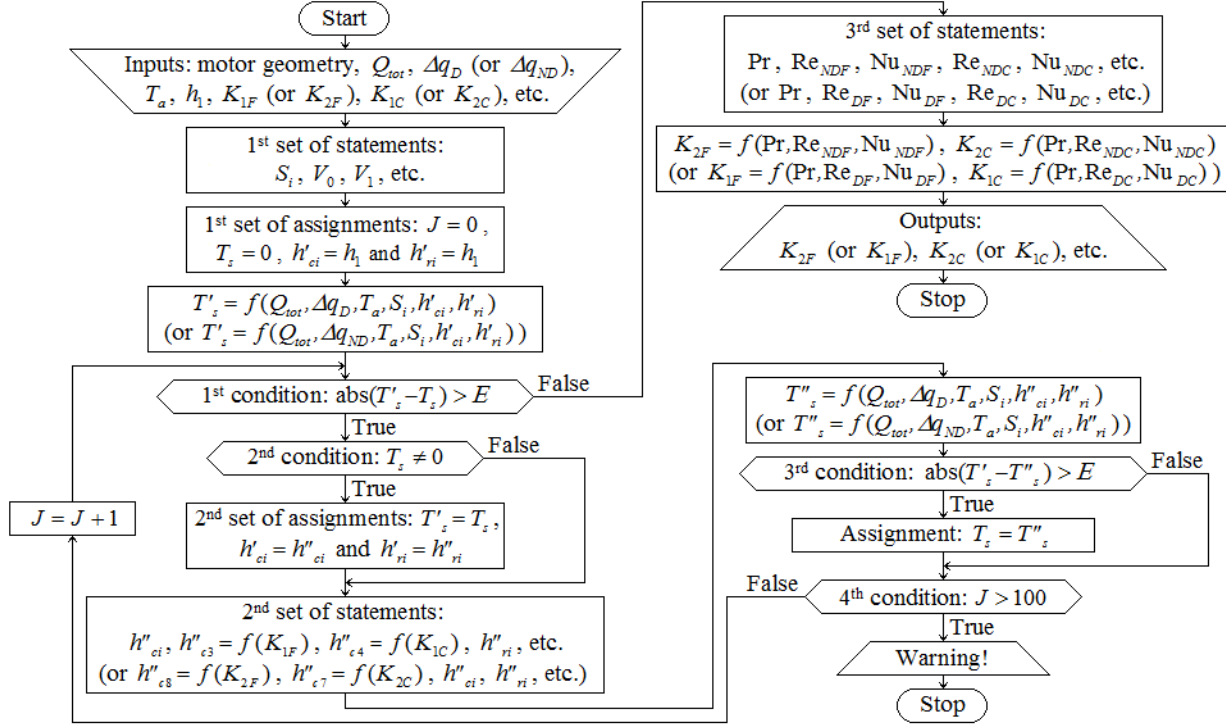 Start
Inputs: motor geometry, Q_tot, Δq_D (or Δq_ND),
T_a, h_1, K_1F (or K_2F), K_1C (or K_2C), etc.
1st set of statements:
S_i, V_0, V_1, etc.
1st set of assignments: J = 0,
T_s = 0, h'_ci = h_1 and h'_ri = h_1
T'_s = f(Q_tot, Δq_D, T_a, S_i, h'_ci, h'_ri)
(or T'_s = f(Q_tot, Δq_ND, T_a, S_i, h'_ci, h'_ri))
1st condition: abs(T'_s − T_s) > E
False
True
2nd condition: T_s ≠ 0
False
True
2nd set of assignments: T'_s = T_s,
h'_ci = h''_ci and h'_ri = h''_ri
J = J + 1
2nd set of statements:
h''_ci, h''_c3 = f(K_1F), h''_c4 = f(K_1C), h''_ri, etc.
(or h''_c8 = f(K_2F), h''_c7 = f(K_2C), h''_ci, h''_ri, etc.)
3rd set of statements:
Pr, Re_NDF, Nu_NDF, Re_NDC, Nu_NDC, etc.
(or Pr, Re_DF, Nu_DF, Re_DC, Nu_DC, etc.)
K_2F = f(Pr, Re_NDF, Nu_NDF), K_2C = f(Pr, Re_NDC, Nu_NDC)
(or K_1F = f(Pr, Re_DF, Nu_DF), K_1C = f(Pr, Re_DC, Nu_DC))
Outputs:
K_2F (or K_1F), K_2C (or K_1C), etc.
Stop
T''_s = f(Q_tot, Δq_D, T_a, S_i, h''_ci, h''_ri)
(or T''_s = f(Q_tot, Δq_ND, T_a, S_i, h''_ci, h''_ri))
3rd condition: abs(T'_s − T''_s) > E
False
True
Assignment: T_s = T''_s
False
4th condition: J > 100
True
Warning!
Stop